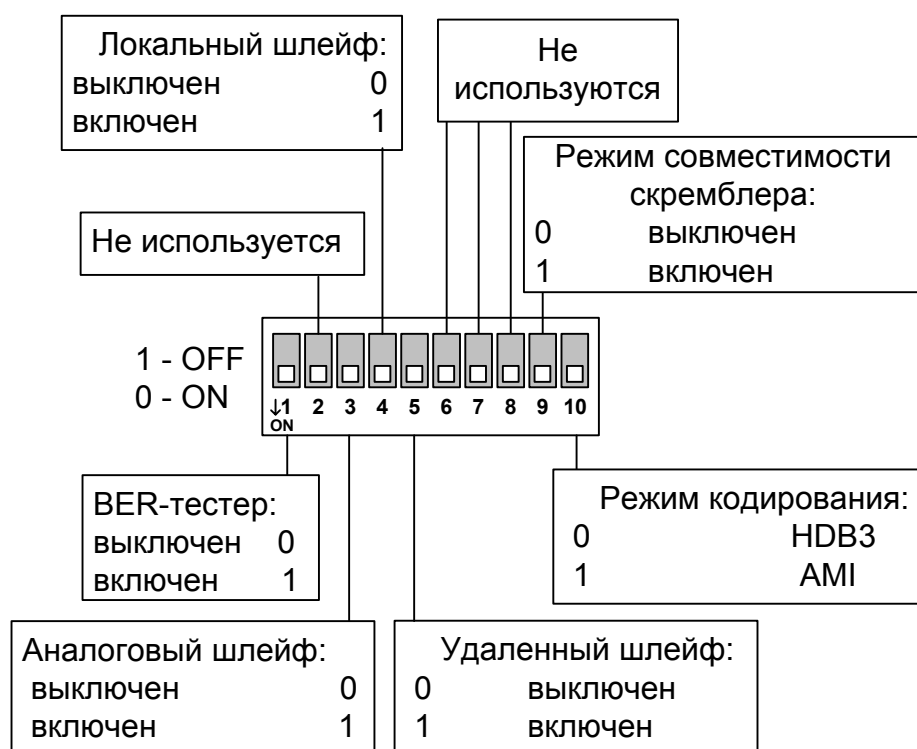 Локальный шлейф:
выключен 0
включен 1
Не
используются
Режим совместимости
скремблера:
0 выключен
1 включен
Не используется
1 - OFF
0 - ON
↓1 2 3 4 5 6 7 8 9 10
ON
BER-тестер:
выключен 0
включен 1
Режим кодирования:
0 HDB3
1 AMI
Аналоговый шлейф:
выключен 0
включен 1
Удаленный шлейф:
0 выключен
1 включен